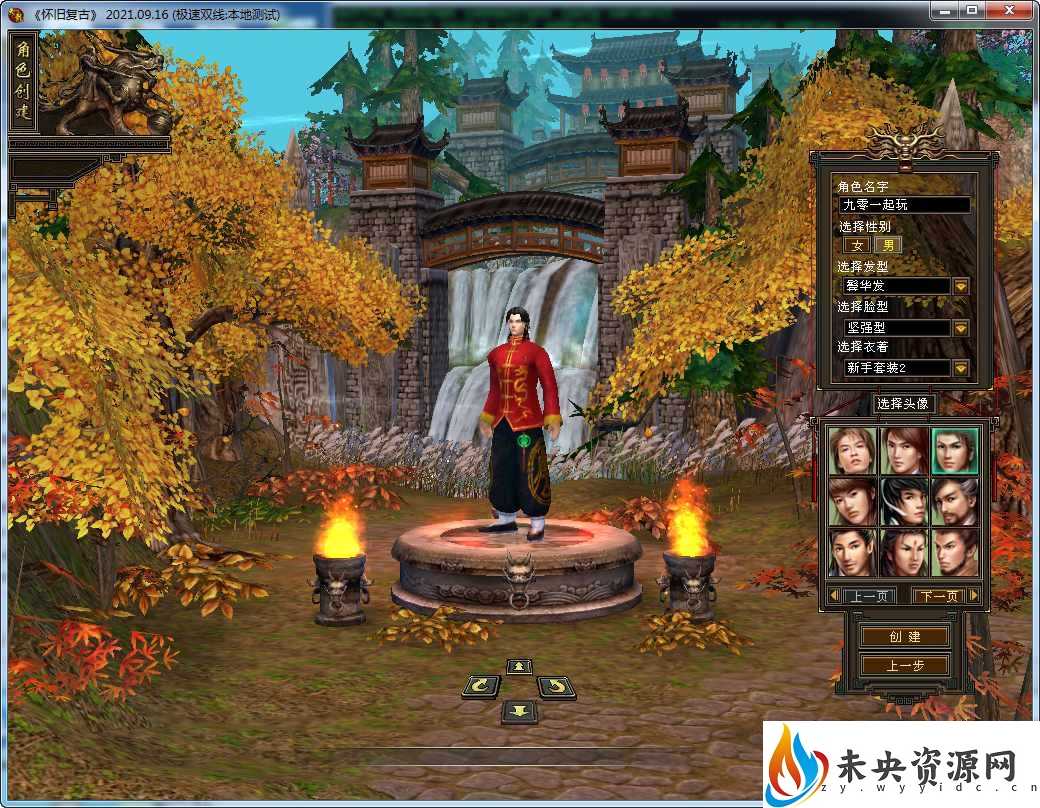 《怀旧复古》 2021.09.16 (极速双线:本地测试)
角色创建
角色名字
九零一起玩
选择性别
女 男
选择发型
鬓华发
选择脸型
坚强型
选择衣着
新手套装2
选择头像
上一页 下一页
创建
上一步
未央资源网
zy.wyyidc.cn